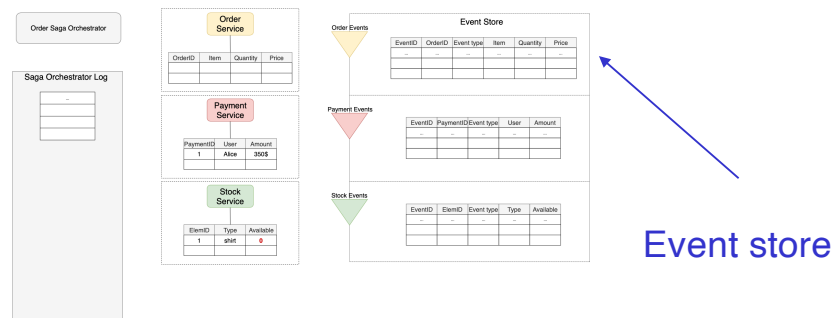 Order Saga Orchestrator
Saga Orchestrator Log
..
Order
Service
OrderID Item Quantity Price
Payment
Service
PaymentID User Amount
1 Alice 350$
Stock
Service
ElemID Type Available
1 shirt 0
Order Events
Event Store
EventID OrderID Event type Item Quantity Price
.. .. .. .. .. ..
Payment Events
EventID PaymentID Event type User Amount
.. .. .. .. ..
Stock Events
EventID ElemID Event type Type Available
.. .. .. .. ..
Event store